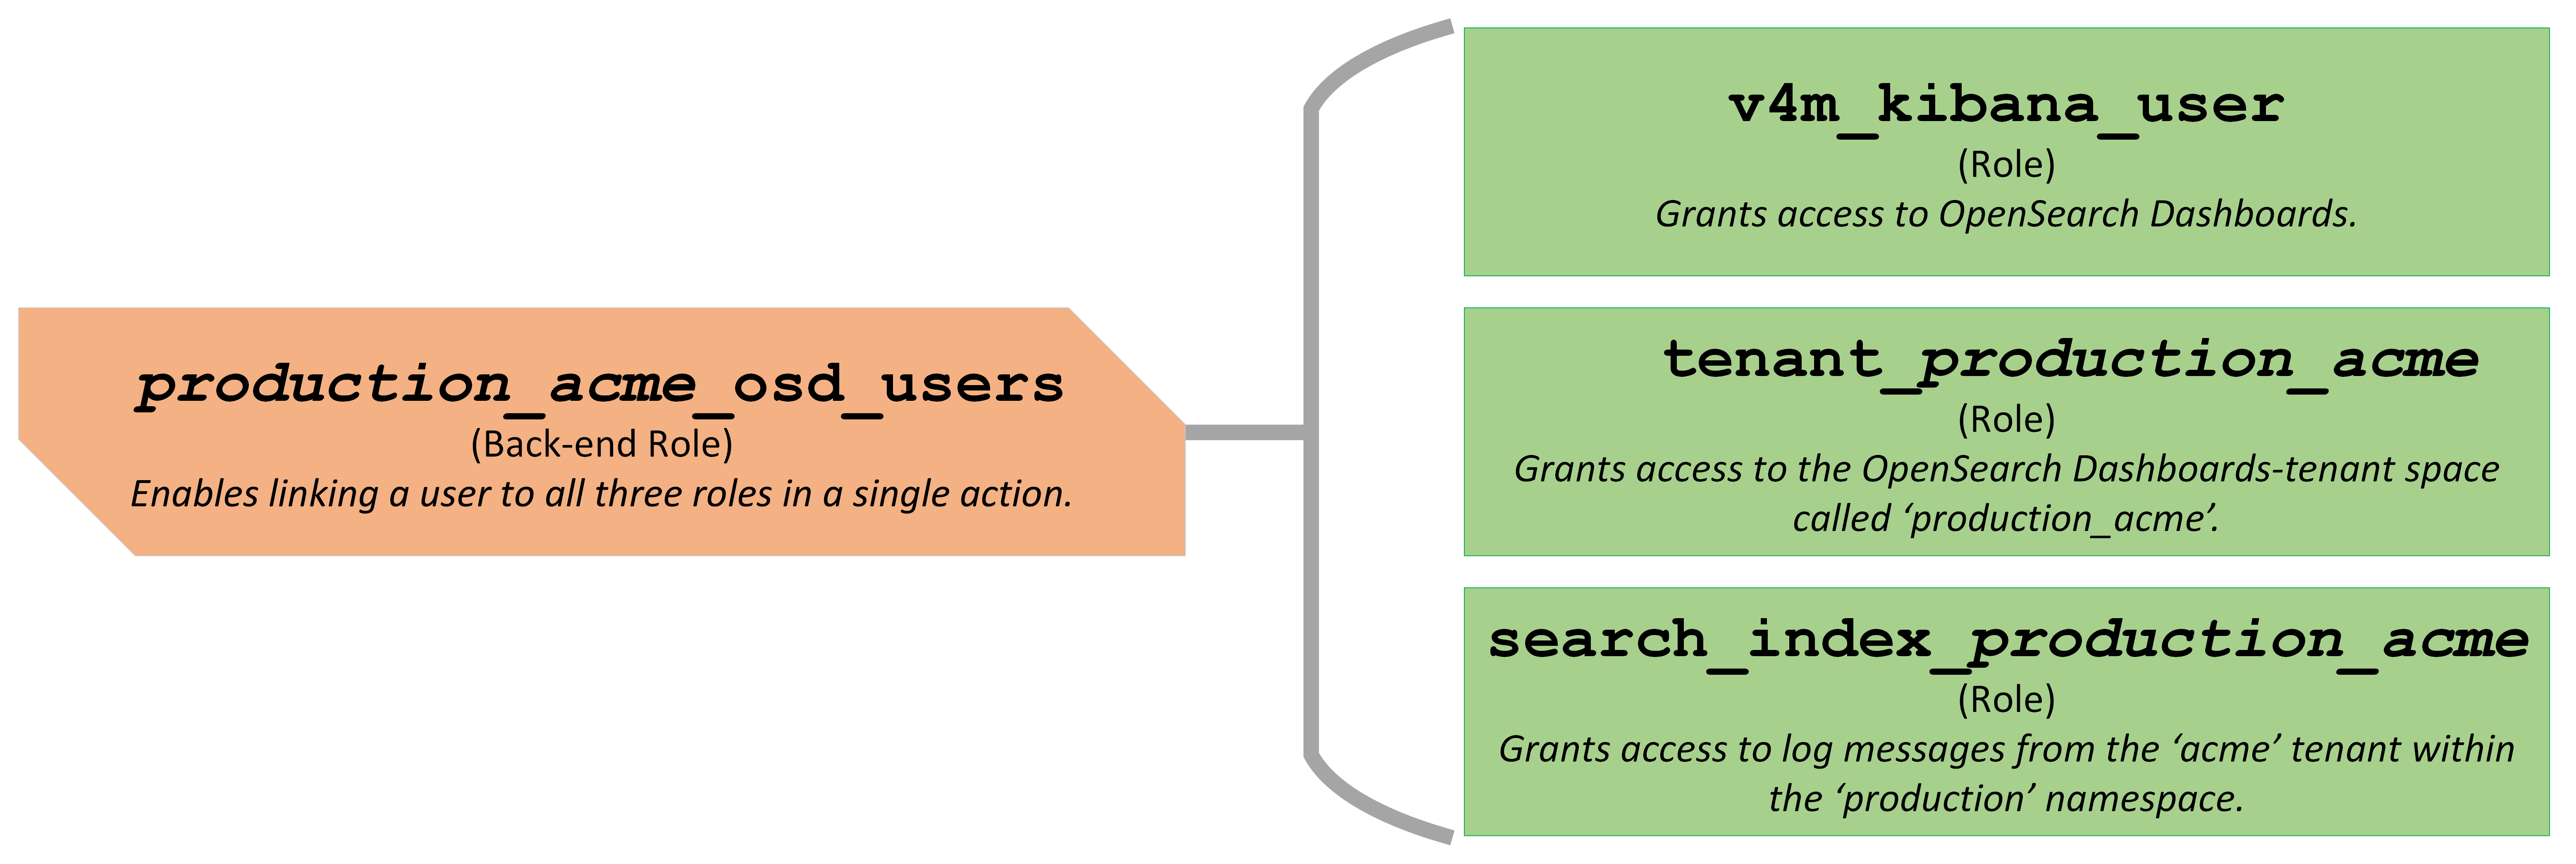 production_acme_osd_users
(Back-end Role)
Enables linking a user to all three roles in a single action.
v4m_kibana_user
(Role)
Grants access to OpenSearch Dashboards.
tenant_production_acme
(Role)
Grants access to the OpenSearch Dashboards-tenant space
called ‘production_acme’.
search_index_production_acme
(Role)
Grants access to log messages from the ‘acme’ tenant within
the ‘production’ namespace.